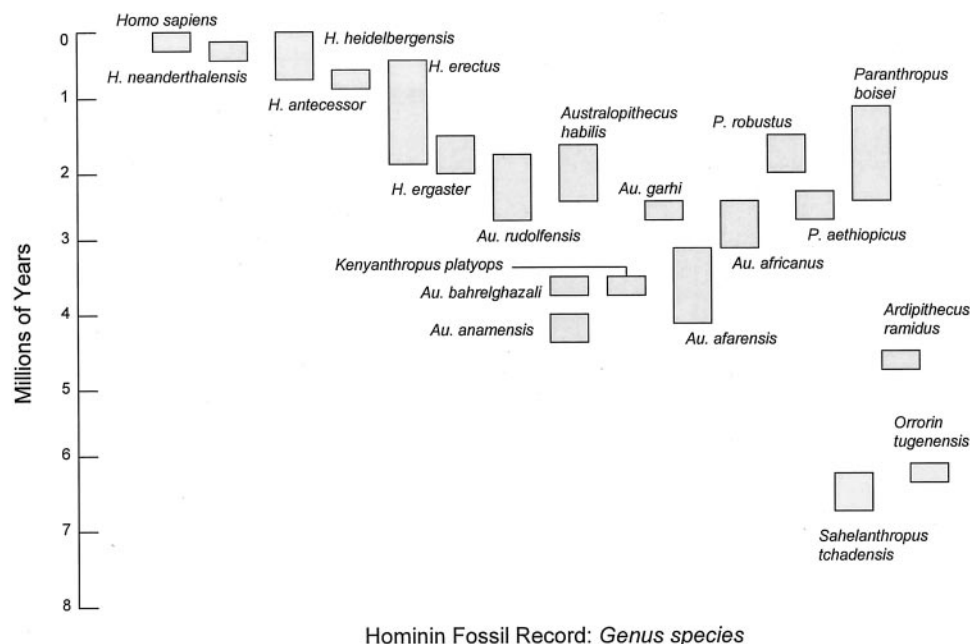 Homo sapiens
0
H. heidelbergensis
H. neanderthalensis
H. erectus
Paranthropus
boisei
1
H. antecessor
Australopithecus
habilis
P. robustus
2
H. ergaster
Au. garhi
Au. rudolfensis
P. aethiopicus
3
Kenyanthropus platyops
Au. africanus
Au. bahrelghazali
4
Au. anamensis
Au. afarensis
Ardipithecus
ramidus
5
Orrorin
tugenensis
6
7
Sahelanthropus
tchadensis
8
Millions of Years
Hominin Fossil Record: Genus species